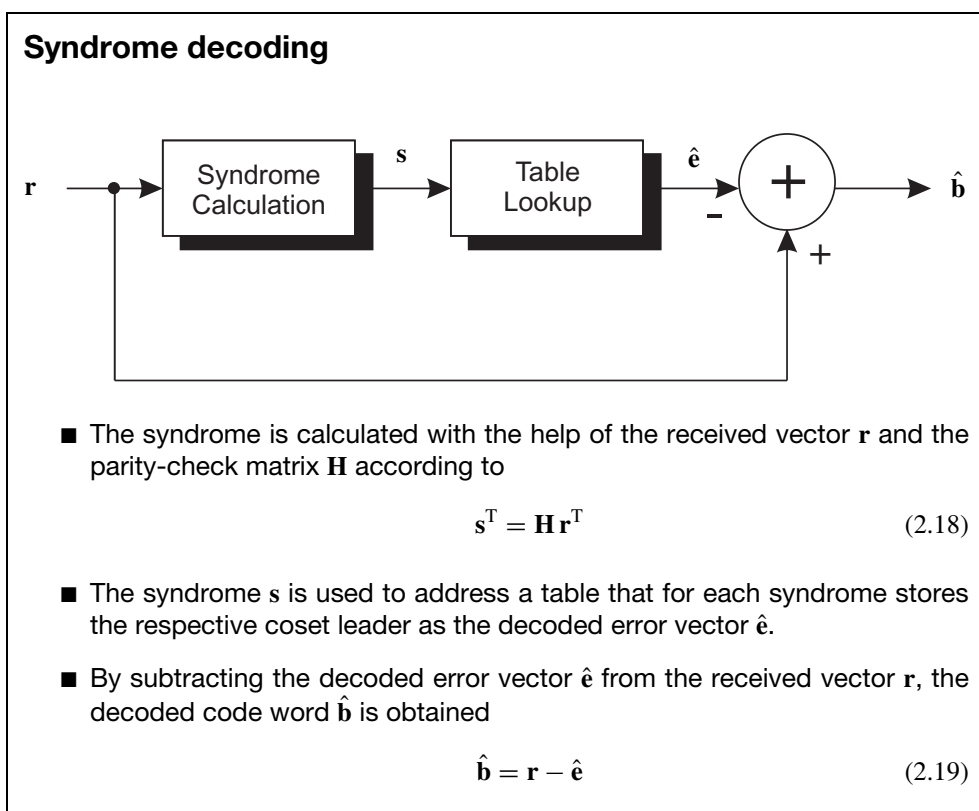 Syndrome decoding
r
Syndrome
Calculation
s
Table
Lookup
ê
-
+
+
b̂
■ The syndrome is calculated with the help of the received vector r and the
parity-check matrix H according to
sᵀ = H rᵀ (2.18)
■ The syndrome s is used to address a table that for each syndrome stores
the respective coset leader as the decoded error vector ê.
■ By subtracting the decoded error vector ê from the received vector r, the
decoded code word b̂ is obtained
b̂ = r − ê (2.19)